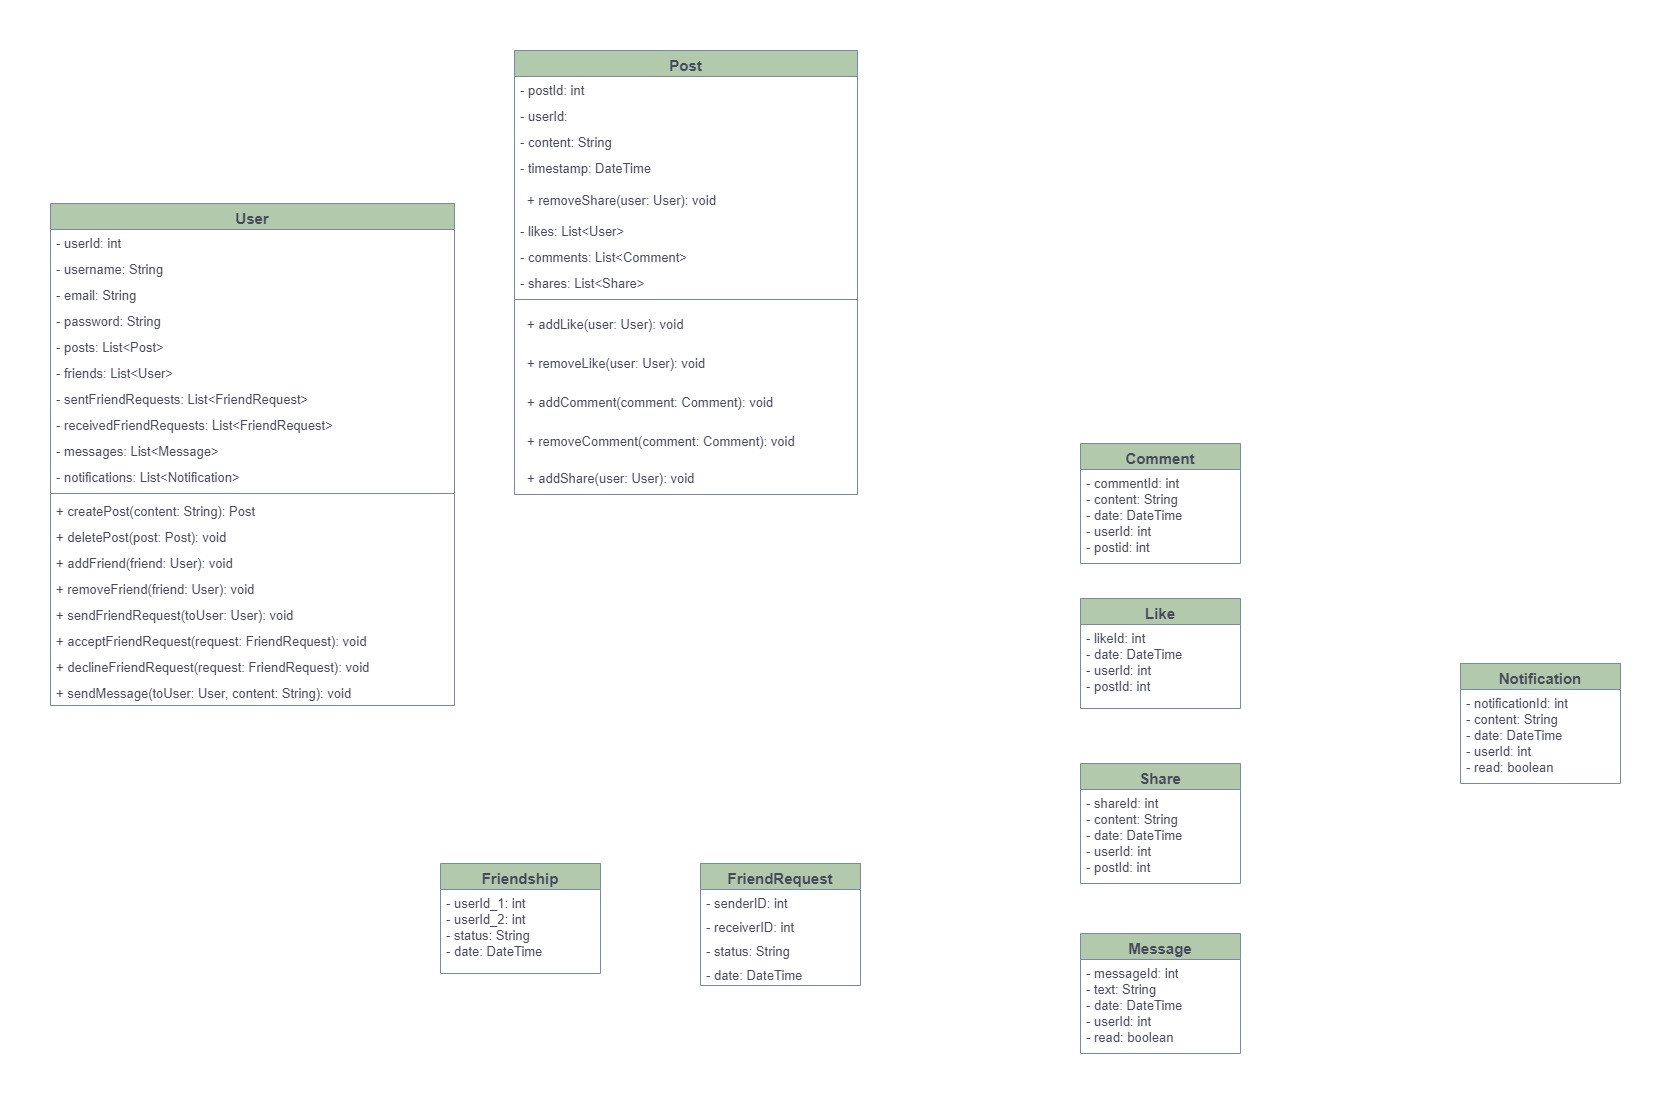 Post
- postId: int
- userId:
- content: String
- timestamp: DateTime
+ removeShare(user: User): void
- likes: List<User>
- comments: List<Comment>
- shares: List<Share>
+ addLike(user: User): void
+ removeLike(user: User): void
+ addComment(comment: Comment): void
+ removeComment(comment: Comment): void
+ addShare(user: User): void
User
- userId: int
- username: String
- email: String
- password: String
- posts: List<Post>
- friends: List<User>
- sentFriendRequests: List<FriendRequest>
- receivedFriendRequests: List<FriendRequest>
- messages: List<Message>
- notifications: List<Notification>
+ createPost(content: String): Post
+ deletePost(post: Post): void
+ addFriend(friend: User): void
+ removeFriend(friend: User): void
+ sendFriendRequest(toUser: User): void
+ acceptFriendRequest(request: FriendRequest): void
+ declineFriendRequest(request: FriendRequest): void
+ sendMessage(toUser: User, content: String): void
Comment
- commentId: int
- content: String
- date: DateTime
- userId: int
- postid: int
Like
- likeId: int
- date: DateTime
- userId: int
- postId: int
Notification
- notificationId: int
- content: String
- date: DateTime
- userId: int
- read: boolean
Share
- shareId: int
- content: String
- date: DateTime
- userId: int
- postId: int
Friendship
- userId_1: int
- userId_2: int
- status: String
- date: DateTime
FriendRequest
- senderID: int
- receiverID: int
- status: String
- date: DateTime
Message
- messageId: int
- text: String
- date: DateTime
- userId: int
- read: boolean